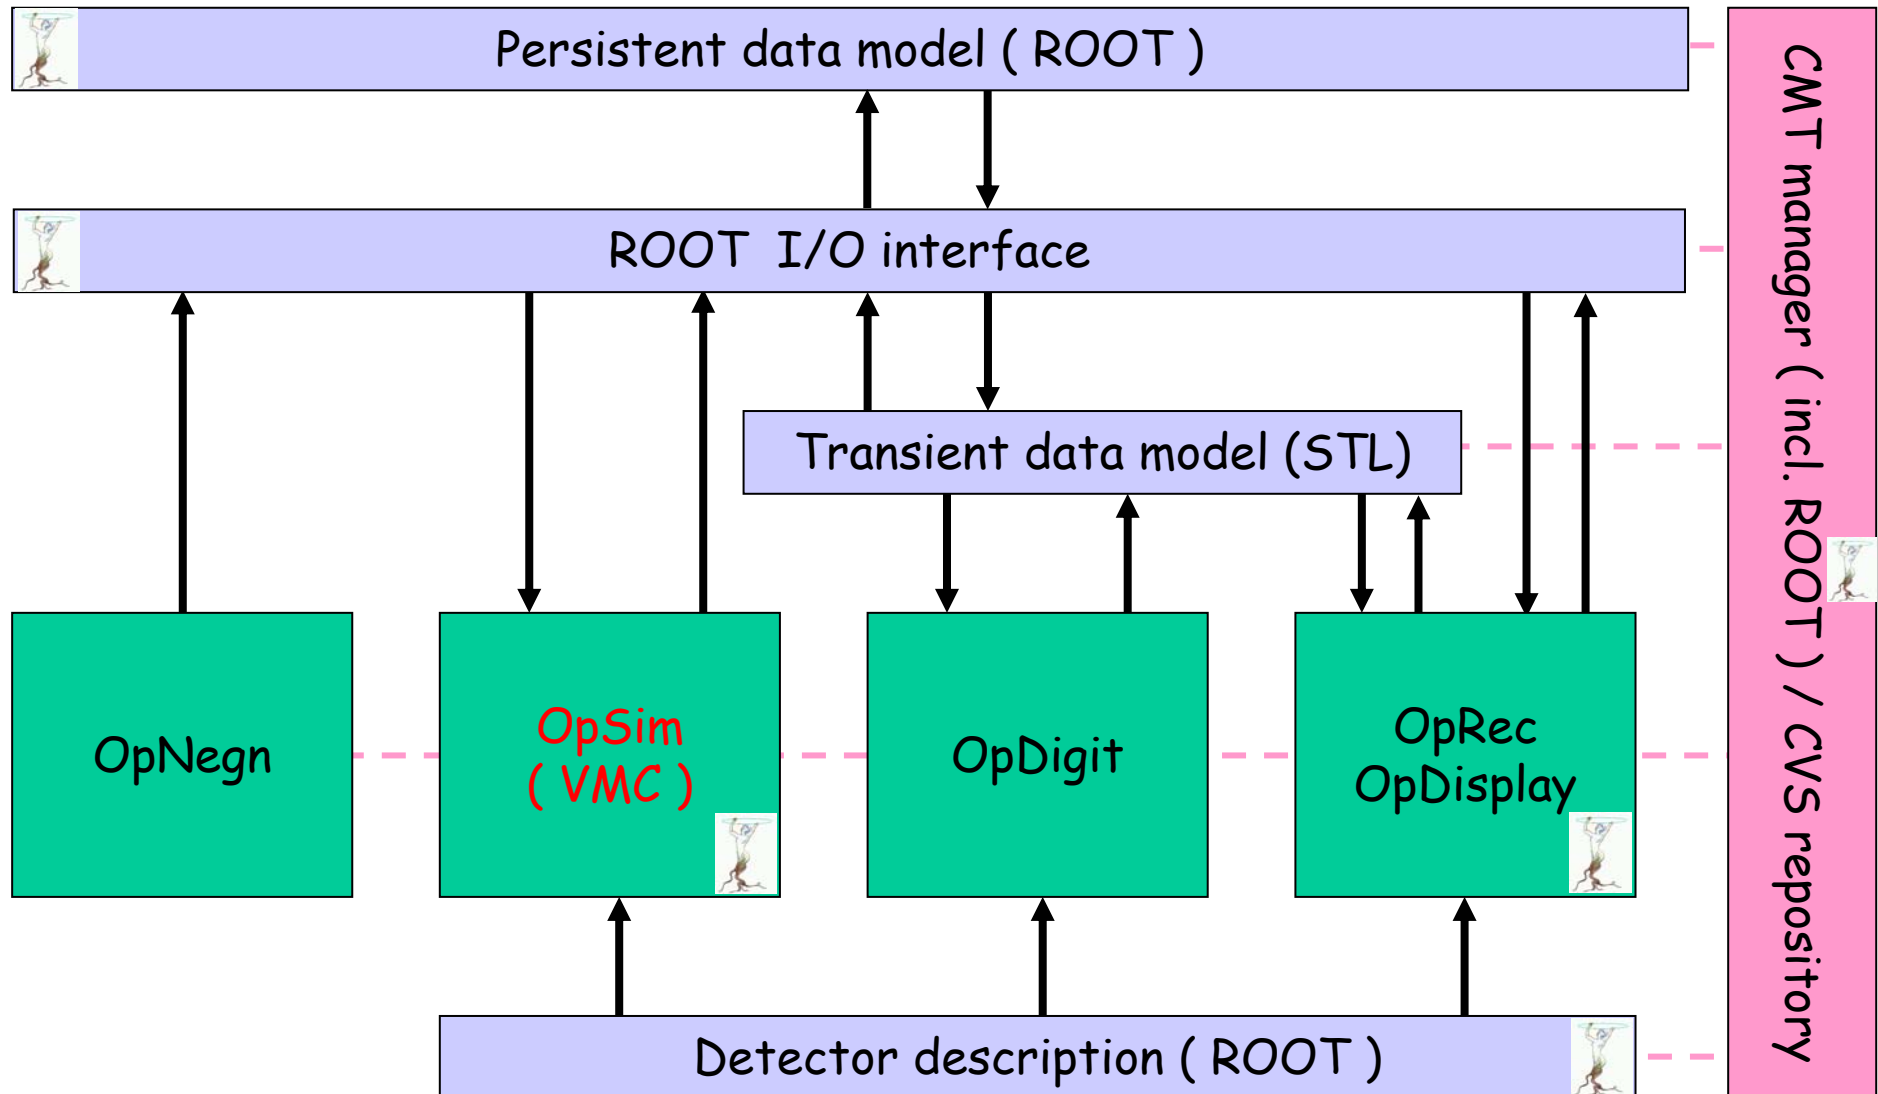 Persistent data model ( ROOT )
ROOT I/O interface
Transient data model (STL)
OpNegn
OpSim
( VMC )
OpDigit
OpRec
OpDisplay
Detector description ( ROOT )
CMT manager ( incl. ROOT ) / CVS repository